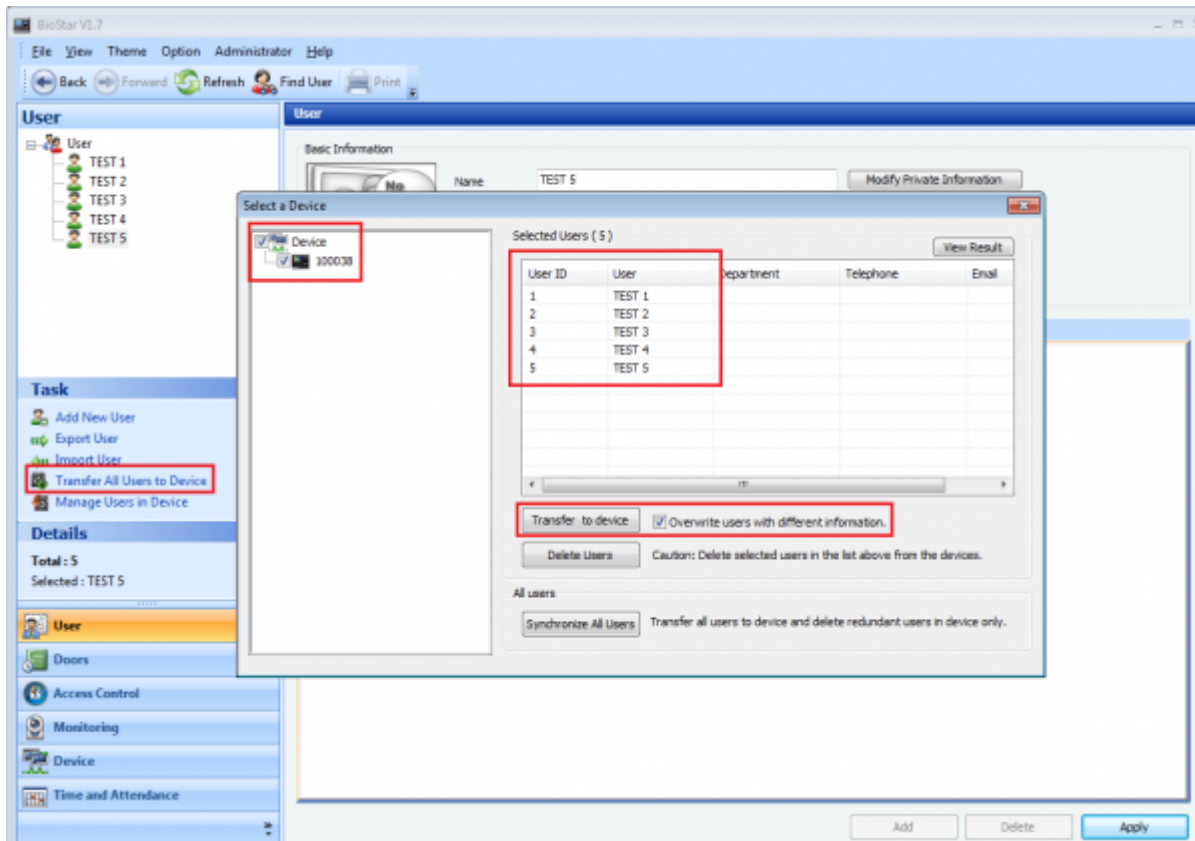 BioStar V1.7
File View Theme Option Administrator Help
Back Forward Refresh Find User Print
User
User
TEST 1
TEST 2
TEST 3
TEST 4
TEST 5
Task
Add New User
Export User
Import User
Transfer All Users to Device
Manage Users in Device
Details
Total : 5
Selected : TEST 5
User
Doors
Access Control
Monitoring
Device
Time and Attendance
User
Basic Information
No
Name TEST 5 Modify Private Information
Select a Device
Device
100038
Selected Users ( 5 )
View Result
User ID User Department Telephone Email
1 TEST 1
2 TEST 2
3 TEST 3
4 TEST 4
5 TEST 5
Transfer to device Overwrite users with different information.
Delete Users Caution: Delete selected users in the list above from the devices.
All users
Synchronize All Users Transfer all users to device and delete redundant users in device only.
Add Delete Apply